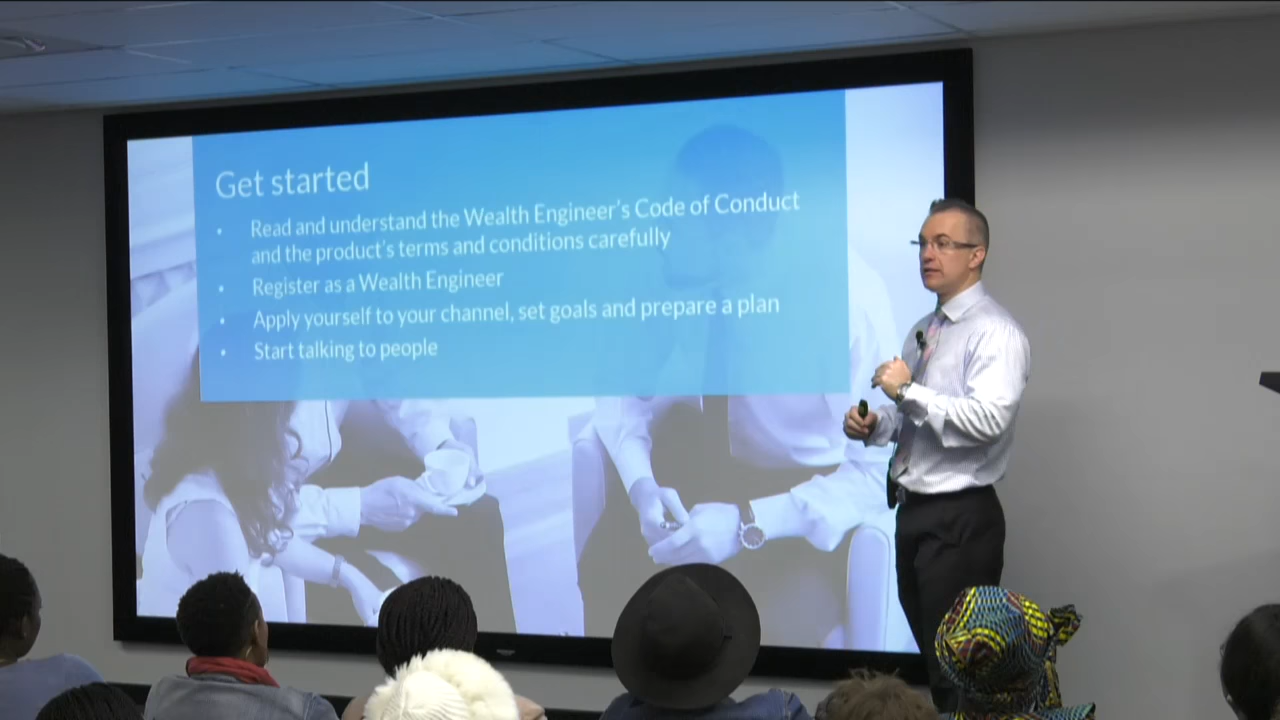 Get started
• Read and understand the Wealth Engineer's Code of Conduct
and the product's terms and conditions carefully
• Register as a Wealth Engineer
• Apply yourself to your channel, set goals and prepare a plan
• Start talking to people